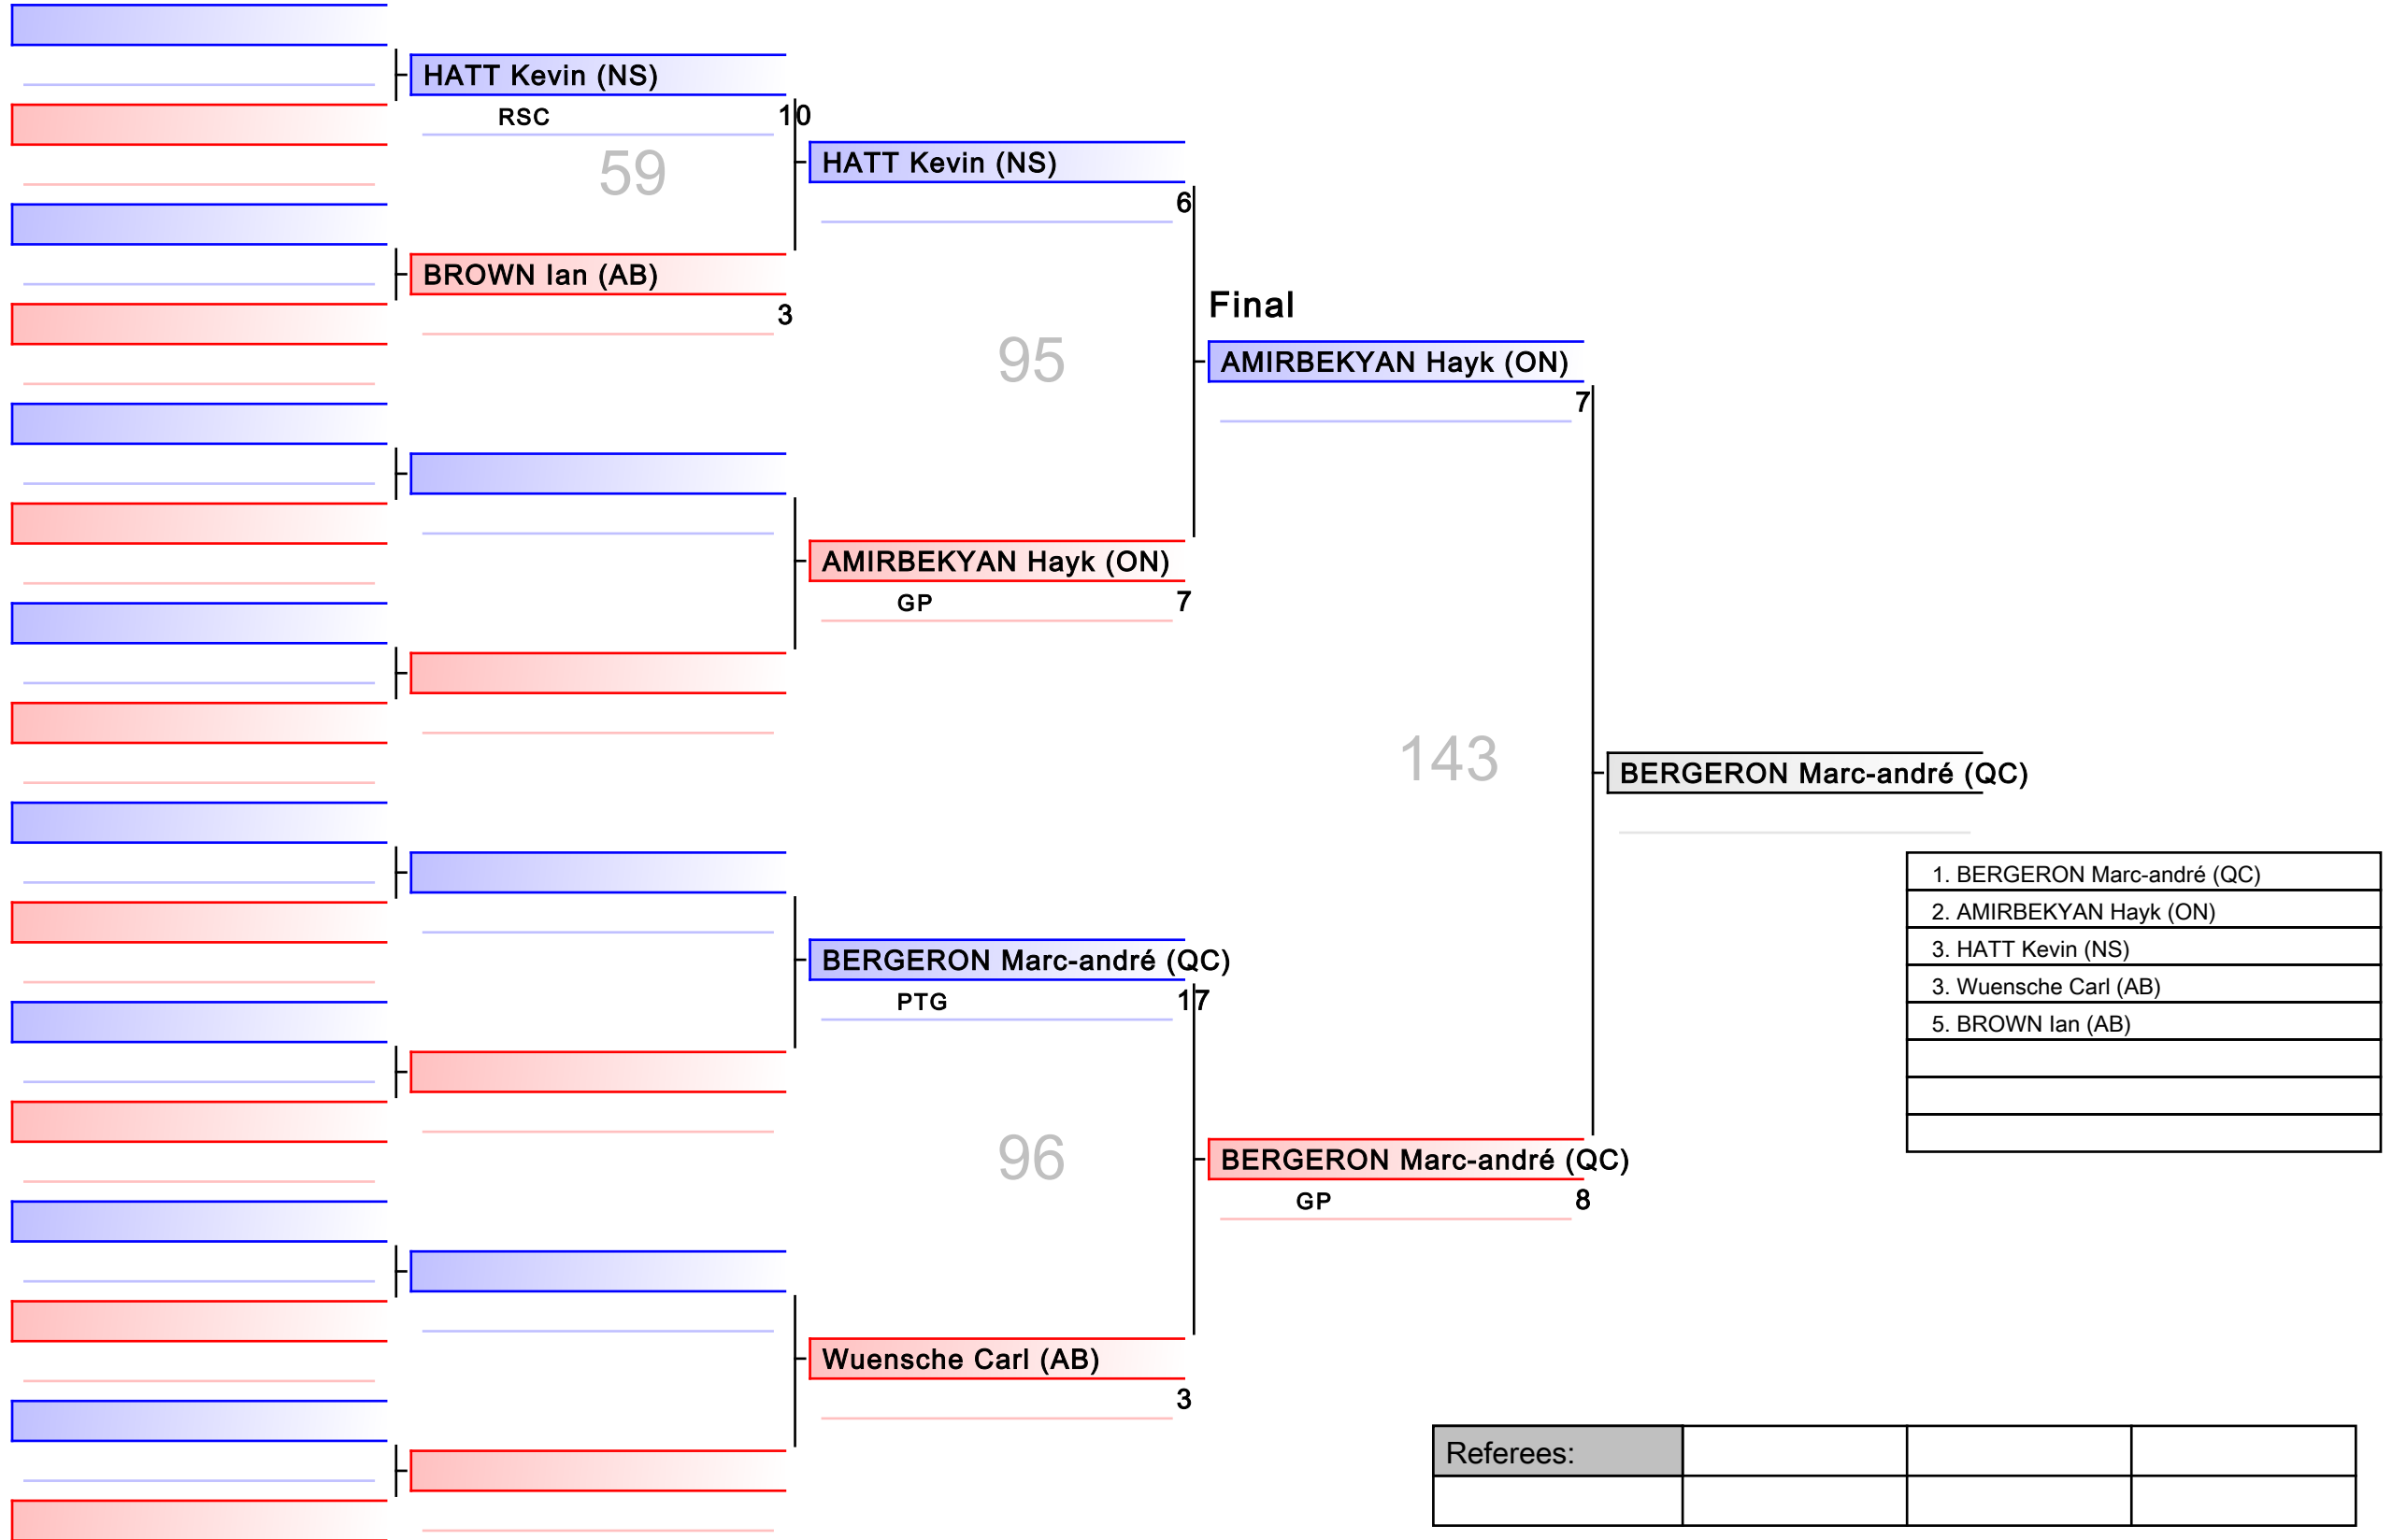 HATT Kevin (NS)
RSC 10
59
BROWN Ian (AB)
3
HATT Kevin (NS)
6
95
AMIRBEKYAN Hayk (ON)
GP 7
BERGERON Marc-andré (QC)
PTG 17
96
Wuensche Carl (AB)
3
Final
AMIRBEKYAN Hayk (ON)
7
143
BERGERON Marc-andré (QC)
GP 8
BERGERON Marc-andré (QC)
1. BERGERON Marc-andré (QC)
2. AMIRBEKYAN Hayk (ON)
3. HATT Kevin (NS)
3. Wuensche Carl (AB)
5. BROWN Ian (AB)
Referees: